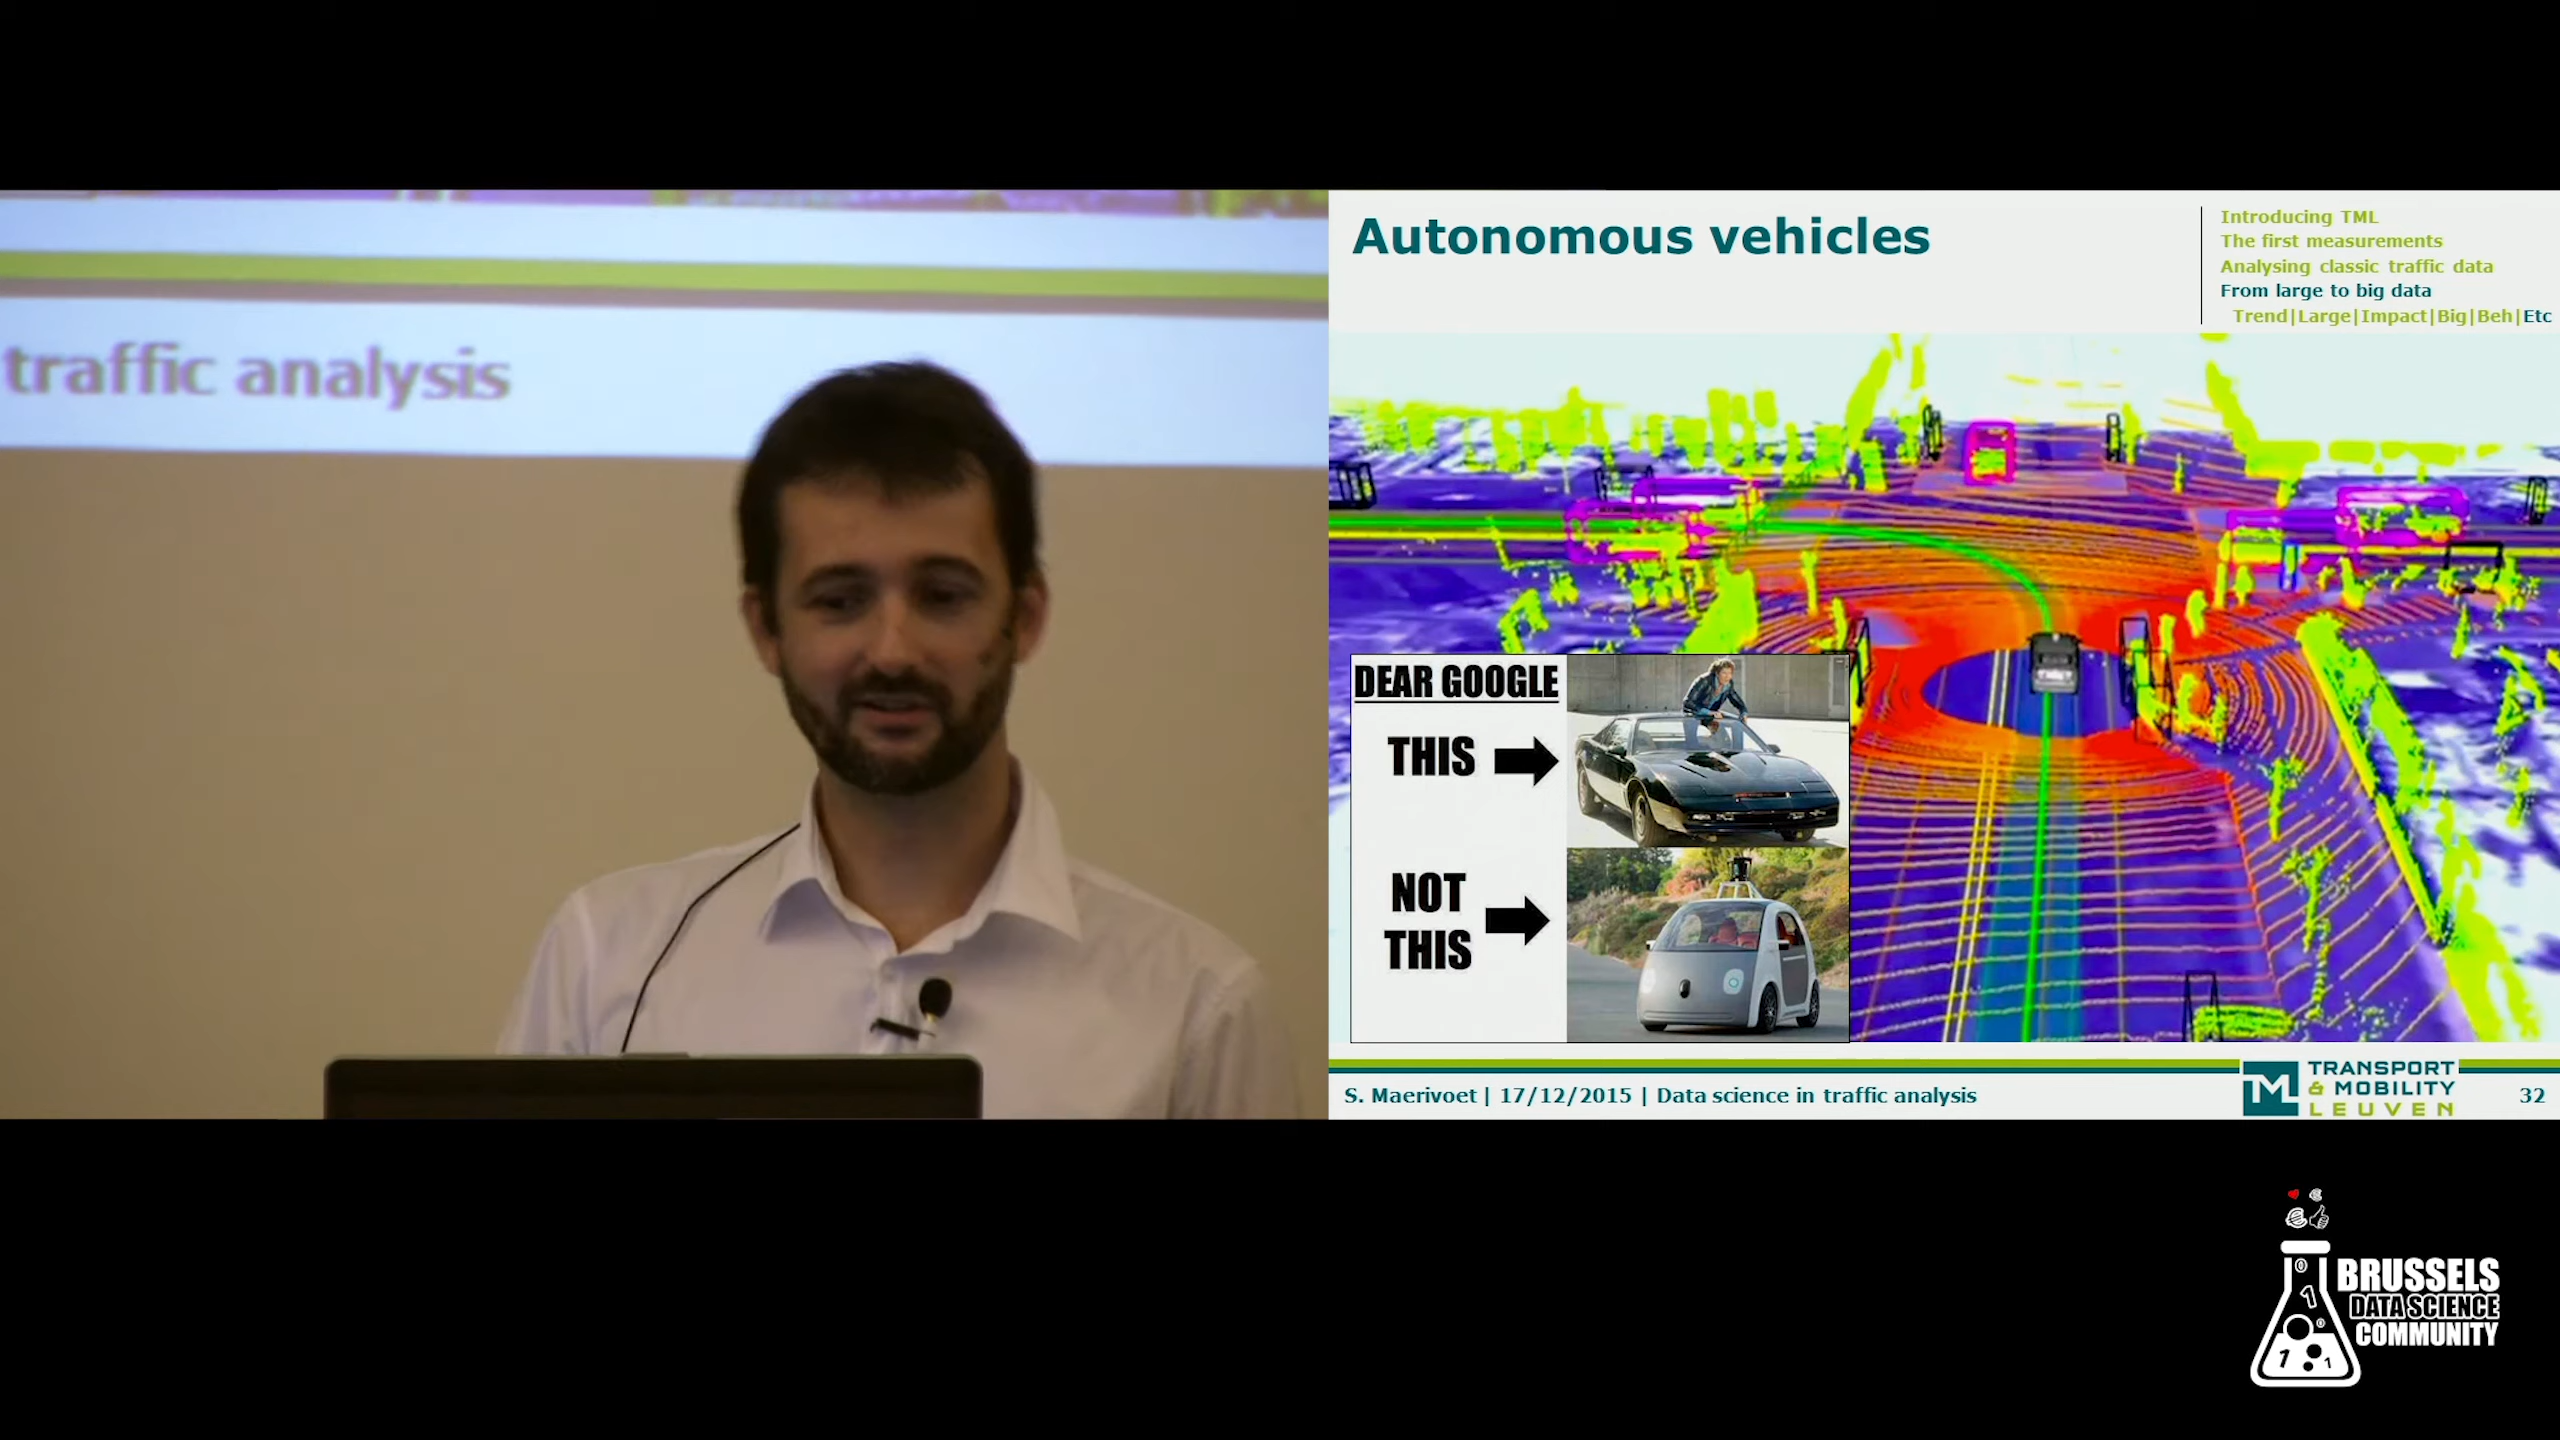 traffic analysis
Autonomous vehicles
Introducing TML
The first measurements
Analysing classic traffic data
From large to big data
Trend|Large|Impact|Big|Beh|Etc
DEAR GOOGLE
THIS
NOT
THIS
S. Maerivoet | 17/12/2015 | Data science in traffic analysis
TML
TRANSPORT
& MOBILITY
LEUVEN
32
BRUSSELS
DATA SCIENCE
COMMUNITY